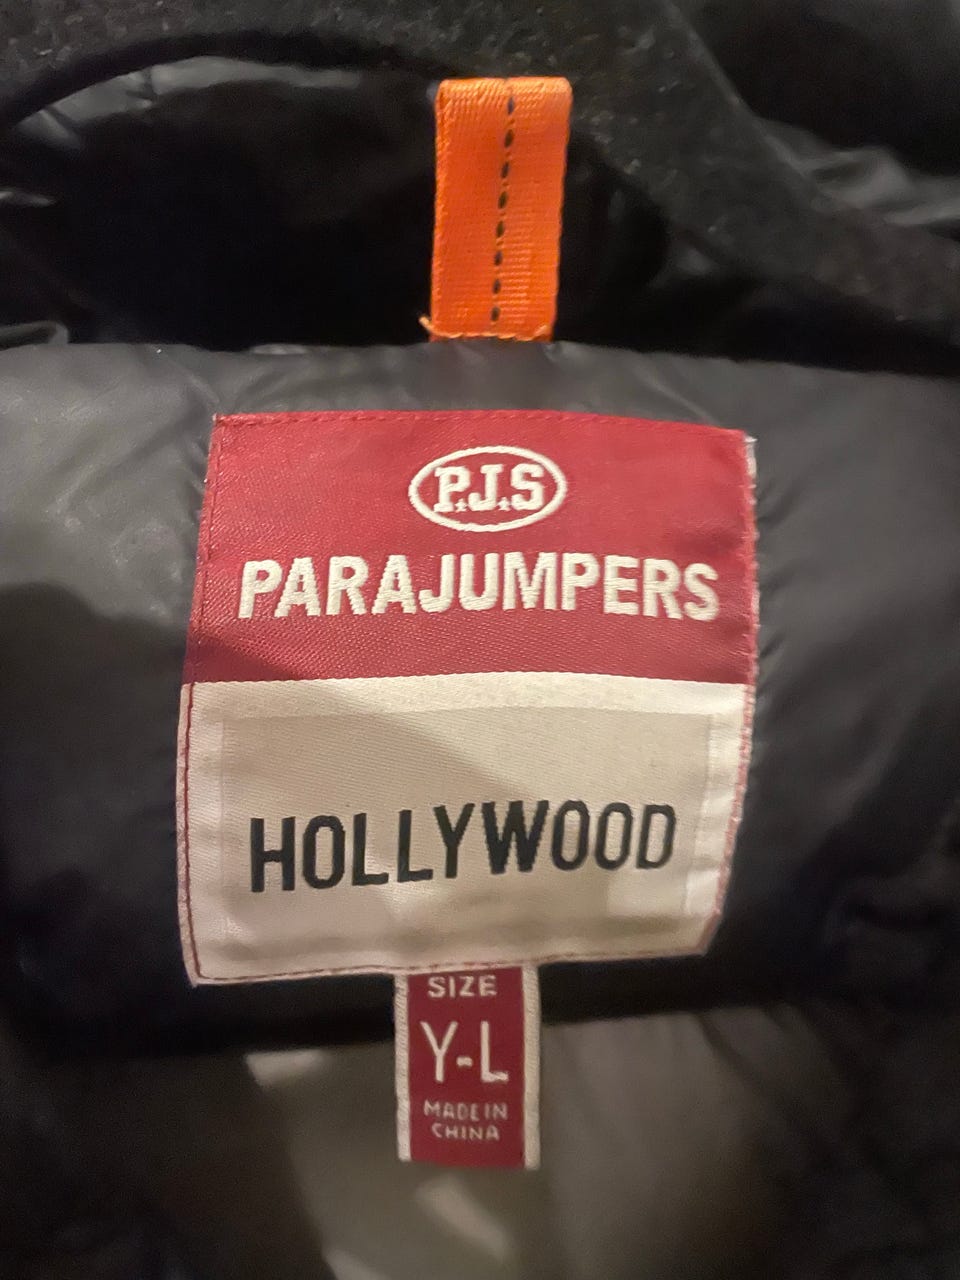 P.J.S
PARAJUMPERS
HOLLYWOOD
SIZE
Y-L
MADE IN
CHINA